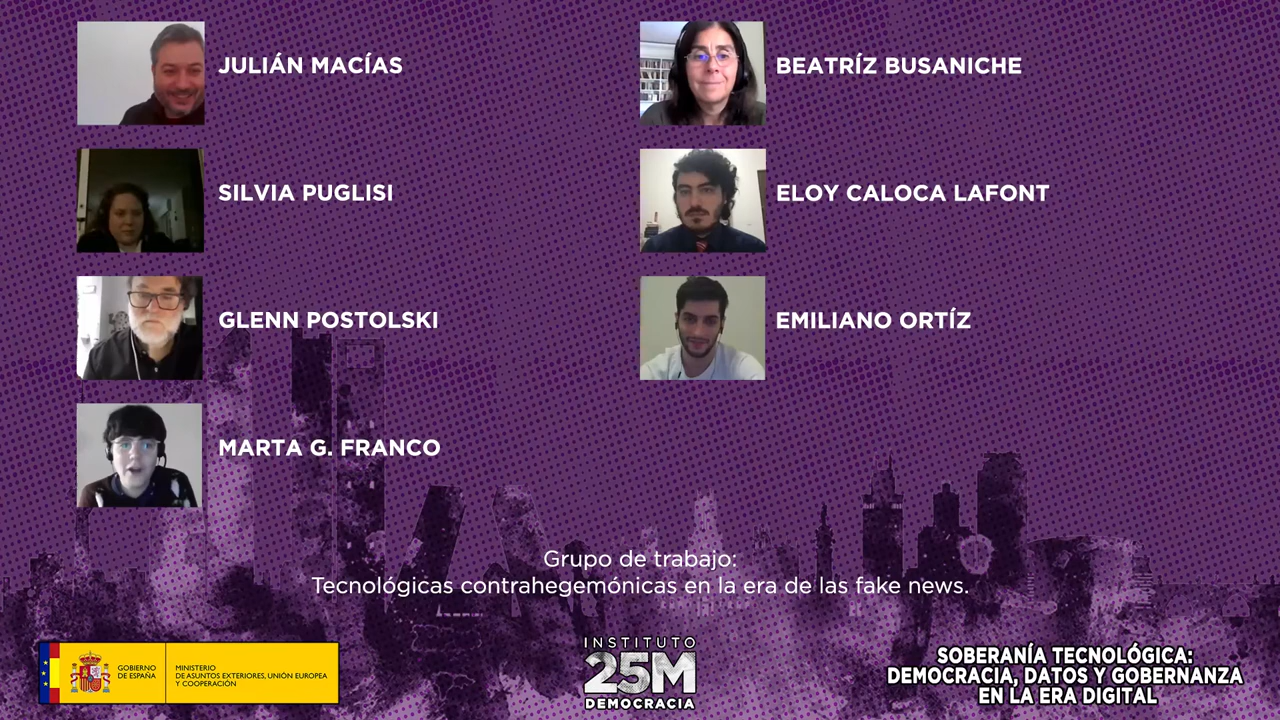 JULIÁN MACÍAS
BEATRÍZ BUSANICHE
SILVIA PUGLISI
ELOY CALOCA LAFONT
GLENN POSTOLSKI
EMILIANO ORTÍZ
MARTA G. FRANCO
Grupo de trabajo:
Tecnológicas contrahegemónicas en la era de las fake news.
GOBIERNO
DE ESPAÑA
MINISTERIO
DE ASUNTOS EXTERIORES, UNIÓN EUROPEA
Y COOPERACIÓN
INSTITUTO
25M
DEMOCRACIA
SOBERANÍA TECNOLÓGICA:
DEMOCRACIA, DATOS Y GOBERNANZA
EN LA ERA DIGITAL